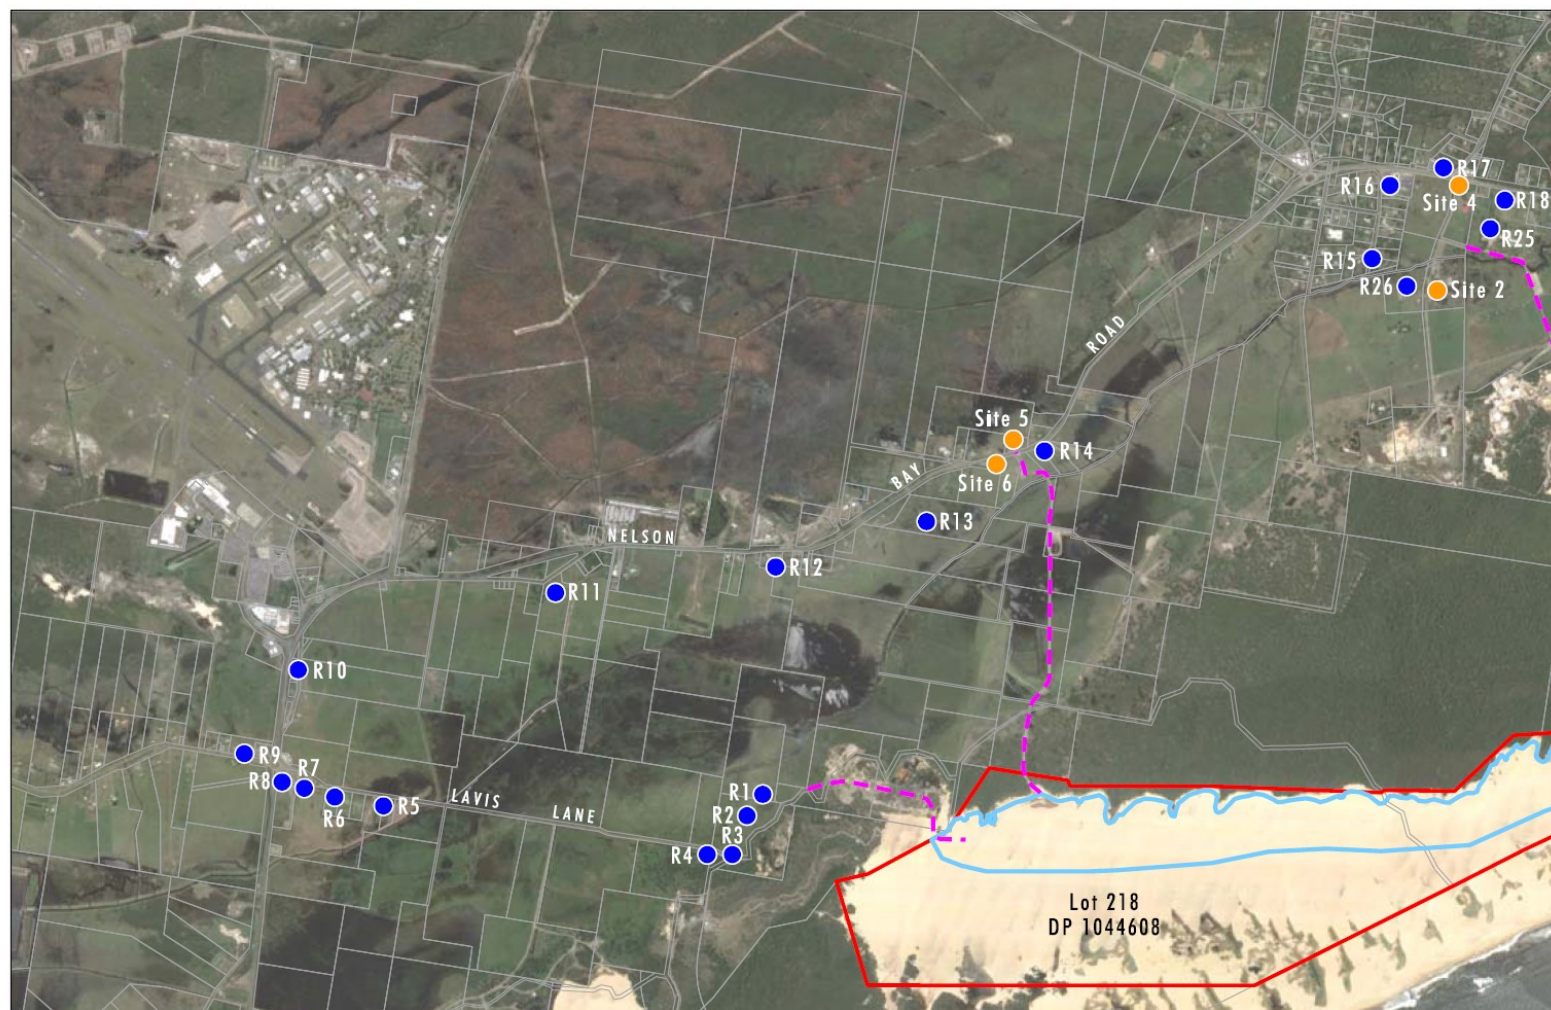 R17
R16
Site 4
R18
R25
R15
R26
Site 2
ROAD
Site 5
R14
BAY
Site 6
R13
NELSON
R12
R11
R10
R9
R8
R7
R6
R5
LAVIS
LANE
R1
R2
R3
R4
Lot 218
DP 1044608